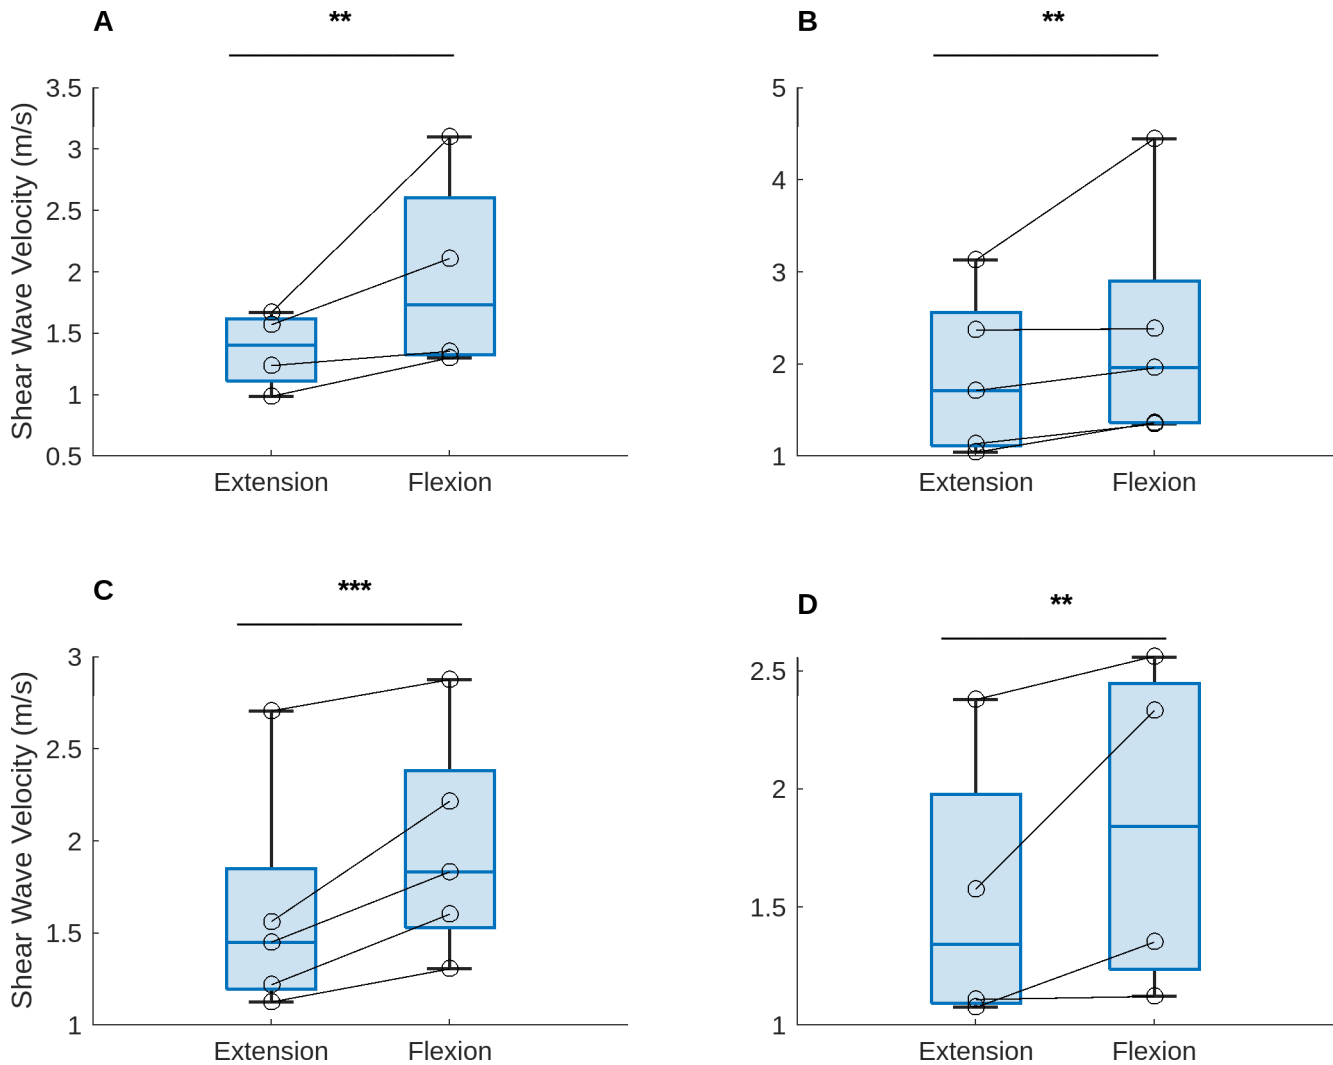 A
**
Shear Wave Velocity (m/s)
3.5
3
2.5
2
1.5
1
0.5
Extension
Flexion
B
**
5
4
3
2
1
Extension
Flexion
C
***
Shear Wave Velocity (m/s)
3
2.5
2
1.5
1
Extension
Flexion
D
**
2.5
2
1.5
1
Extension
Flexion